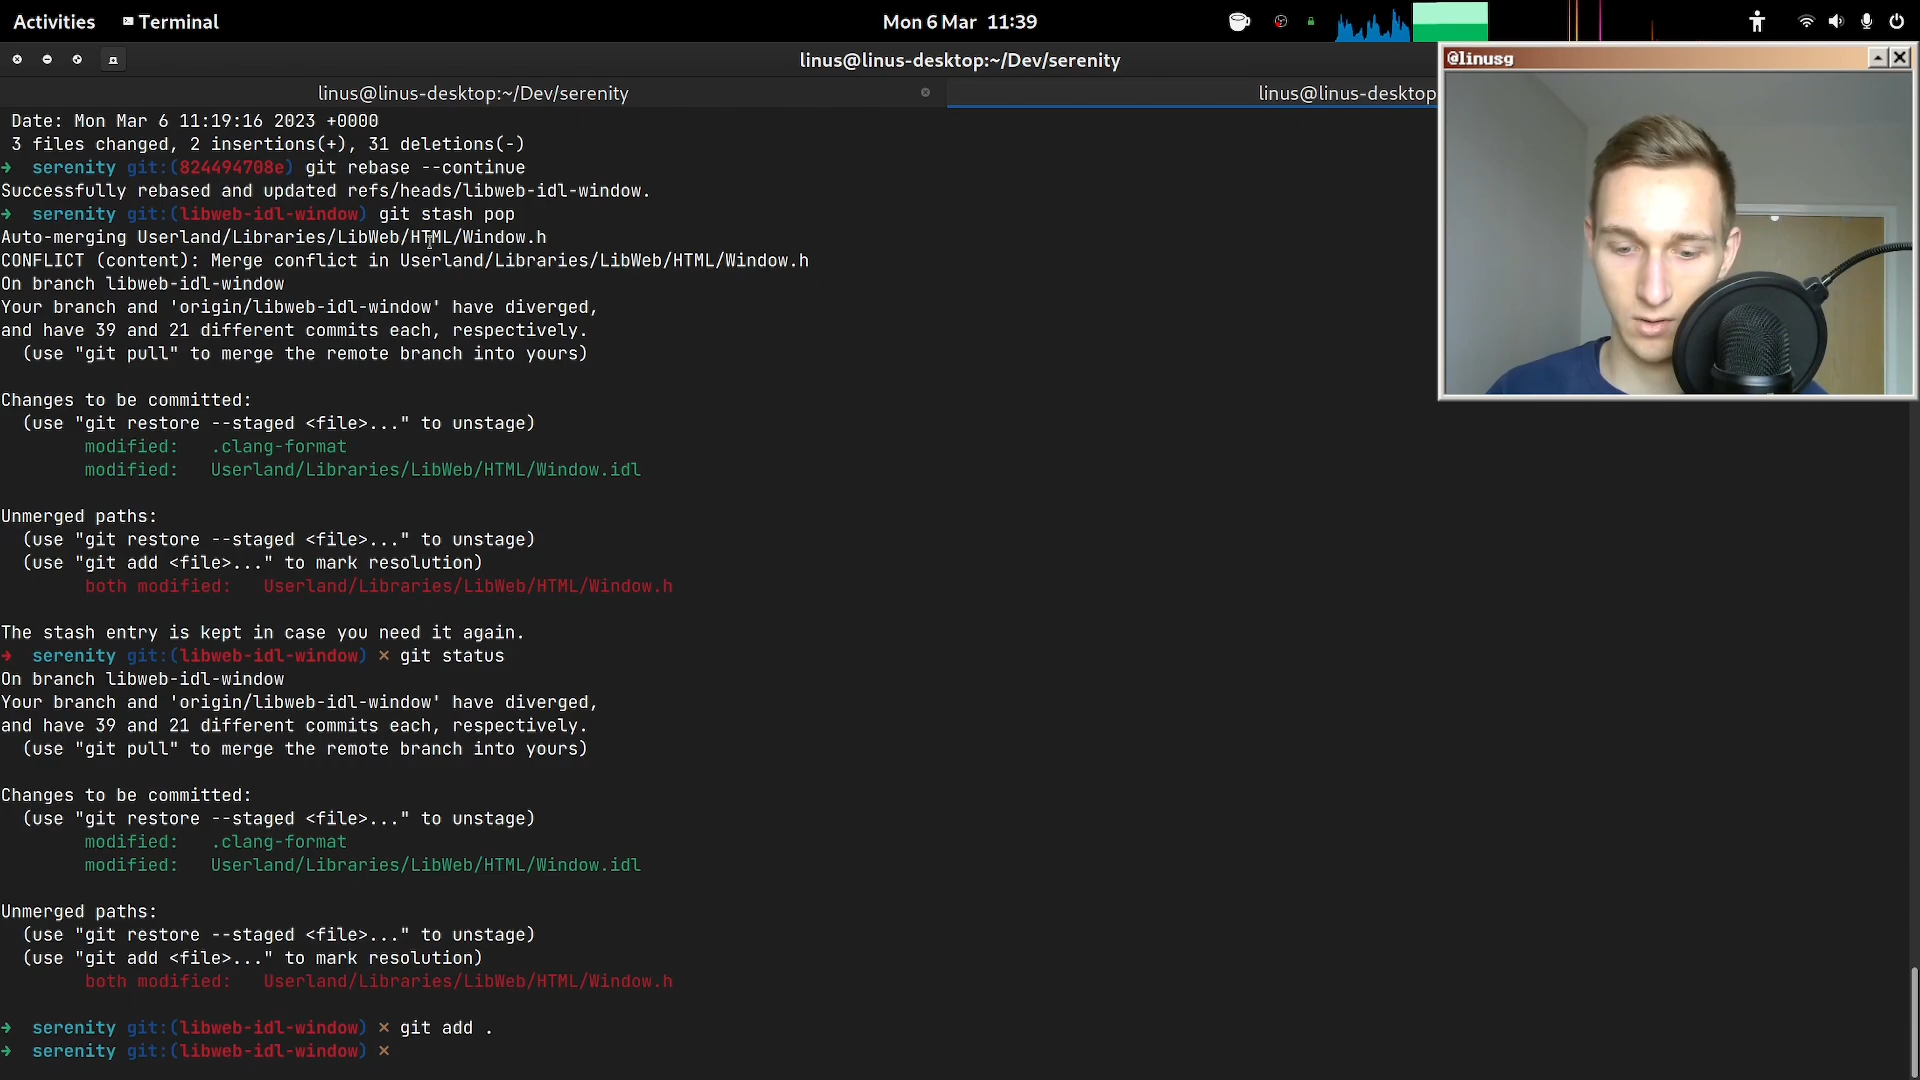 Activities
Terminal
Mon 6 Mar 11:39
linus@linus-desktop:~/Dev/serenity
@linusg
linus@linus-desktop:~/Dev/serenity
linus@linus-desktop
Date: Mon Mar 6 11:19:16 2023 +0000
3 files changed, 2 insertions(+), 31 deletions(-)
➜ serenity git:(824494708e) git rebase --continue
Successfully rebased and updated refs/heads/libweb-idl-window.
➜ serenity git:(libweb-idl-window) git stash pop
Auto-merging Userland/Libraries/LibWeb/HTML/Window.h
CONFLICT (content): Merge conflict in Userland/Libraries/LibWeb/HTML/Window.h
On branch libweb-idl-window
Your branch and 'origin/libweb-idl-window' have diverged,
and have 39 and 21 different commits each, respectively.
(use "git pull" to merge the remote branch into yours)
Changes to be committed:
(use "git restore --staged <file>..." to unstage)
modified: .clang-format
modified: Userland/Libraries/LibWeb/HTML/Window.idl
Unmerged paths:
(use "git restore --staged <file>..." to unstage)
(use "git add <file>..." to mark resolution)
both modified: Userland/Libraries/LibWeb/HTML/Window.h
The stash entry is kept in case you need it again.
➜ serenity git:(libweb-idl-window) ✗ git status
On branch libweb-idl-window
Your branch and 'origin/libweb-idl-window' have diverged,
and have 39 and 21 different commits each, respectively.
(use "git pull" to merge the remote branch into yours)
Changes to be committed:
(use "git restore --staged <file>..." to unstage)
modified: .clang-format
modified: Userland/Libraries/LibWeb/HTML/Window.idl
Unmerged paths:
(use "git restore --staged <file>..." to unstage)
(use "git add <file>..." to mark resolution)
both modified: Userland/Libraries/LibWeb/HTML/Window.h
➜ serenity git:(libweb-idl-window) ✗ git add .
➜ serenity git:(libweb-idl-window) ✗